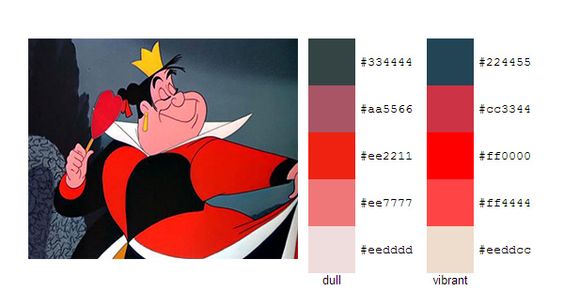 #334444 #224455
#aa5566 #cc3344
#ee2211 #ff0000
#ee7777 #ff4444
#eedddd #eeddcc
dull vibrant